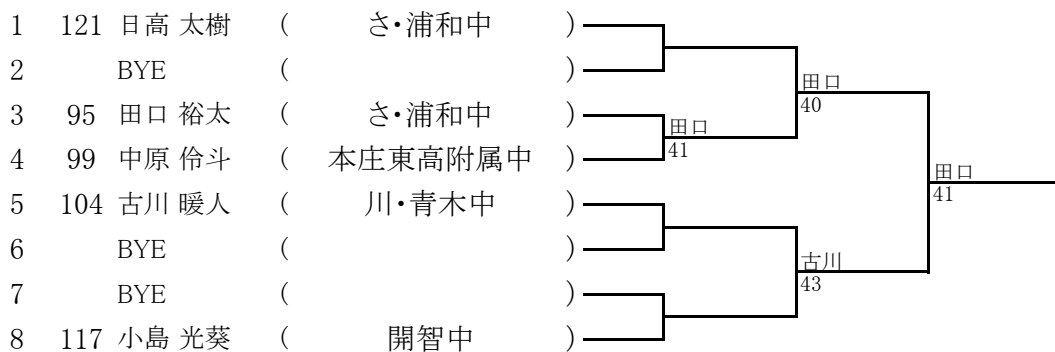 1 121 日高 太樹 ( さ・浦和中 )
2 BYE ( )
田口
40
3 95 田口 裕太 ( さ・浦和中 )
田口
41
4 99 中原 伶斗 ( 本庄東高附属中 )
田口
41
5 104 古川 暖人 ( 川・青木中 )
6 BYE ( )
古川
43
7 BYE ( )
8 117 小島 光葵 ( 開智中 )